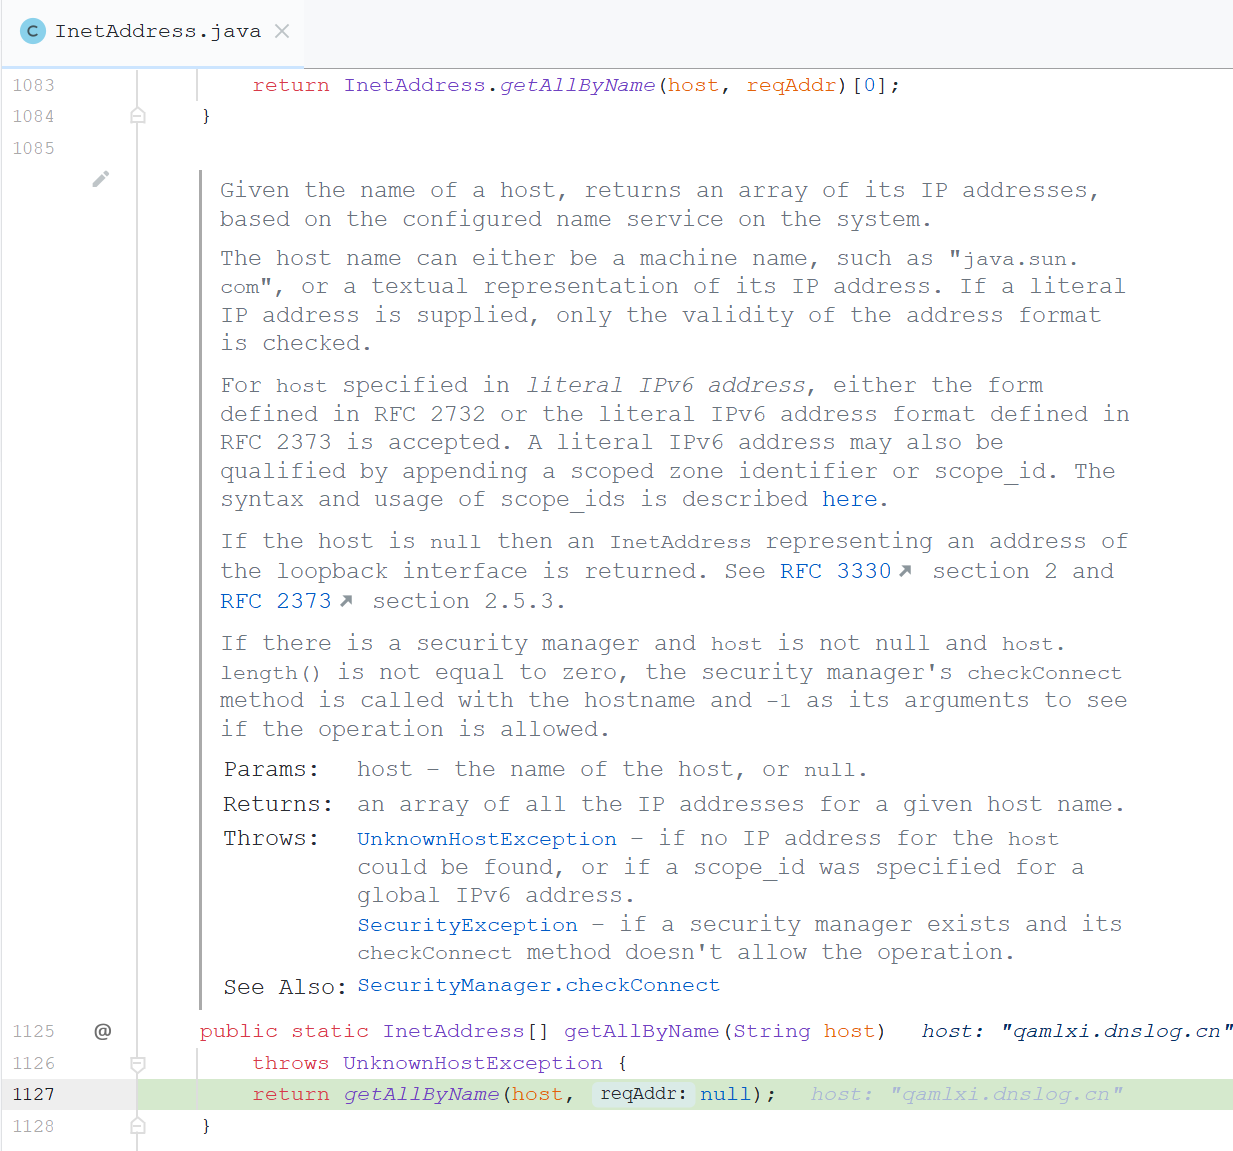 C InetAddress.java
1083 return InetAddress.getAllByName(host, reqAddr)[0];
1084 }
1085
Given the name of a host, returns an array of its IP addresses,
based on the configured name service on the system.
The host name can either be a machine name, such as "java.sun.
com", or a textual representation of its IP address. If a literal
IP address is supplied, only the validity of the address format
is checked.
For host specified in literal IPv6 address, either the form
defined in RFC 2732 or the literal IPv6 address format defined in
RFC 2373 is accepted. A literal IPv6 address may also be
qualified by appending a scoped zone identifier or scope_id. The
syntax and usage of scope_ids is described here.
If the host is null then an InetAddress representing an address of
the loopback interface is returned. See RFC 3330 section 2 and
RFC 2373 section 2.5.3.
If there is a security manager and host is not null and host.
length() is not equal to zero, the security manager's checkConnect
method is called with the hostname and -1 as its arguments to see
if the operation is allowed.
Params: host – the name of the host, or null.
Returns: an array of all the IP addresses for a given host name.
Throws: UnknownHostException – if no IP address for the host
could be found, or if a scope_id was specified for a
global IPv6 address.
SecurityException – if a security manager exists and its
checkConnect method doesn't allow the operation.
See Also: SecurityManager.checkConnect
1125 @ public static InetAddress[] getAllByName(String host) host: "qamlxi.dnslog.cn"
1126 throws UnknownHostException {
1127 return getAllByName(host, reqAddr: null); host: "qamlxi.dnslog.cn"
1128 }